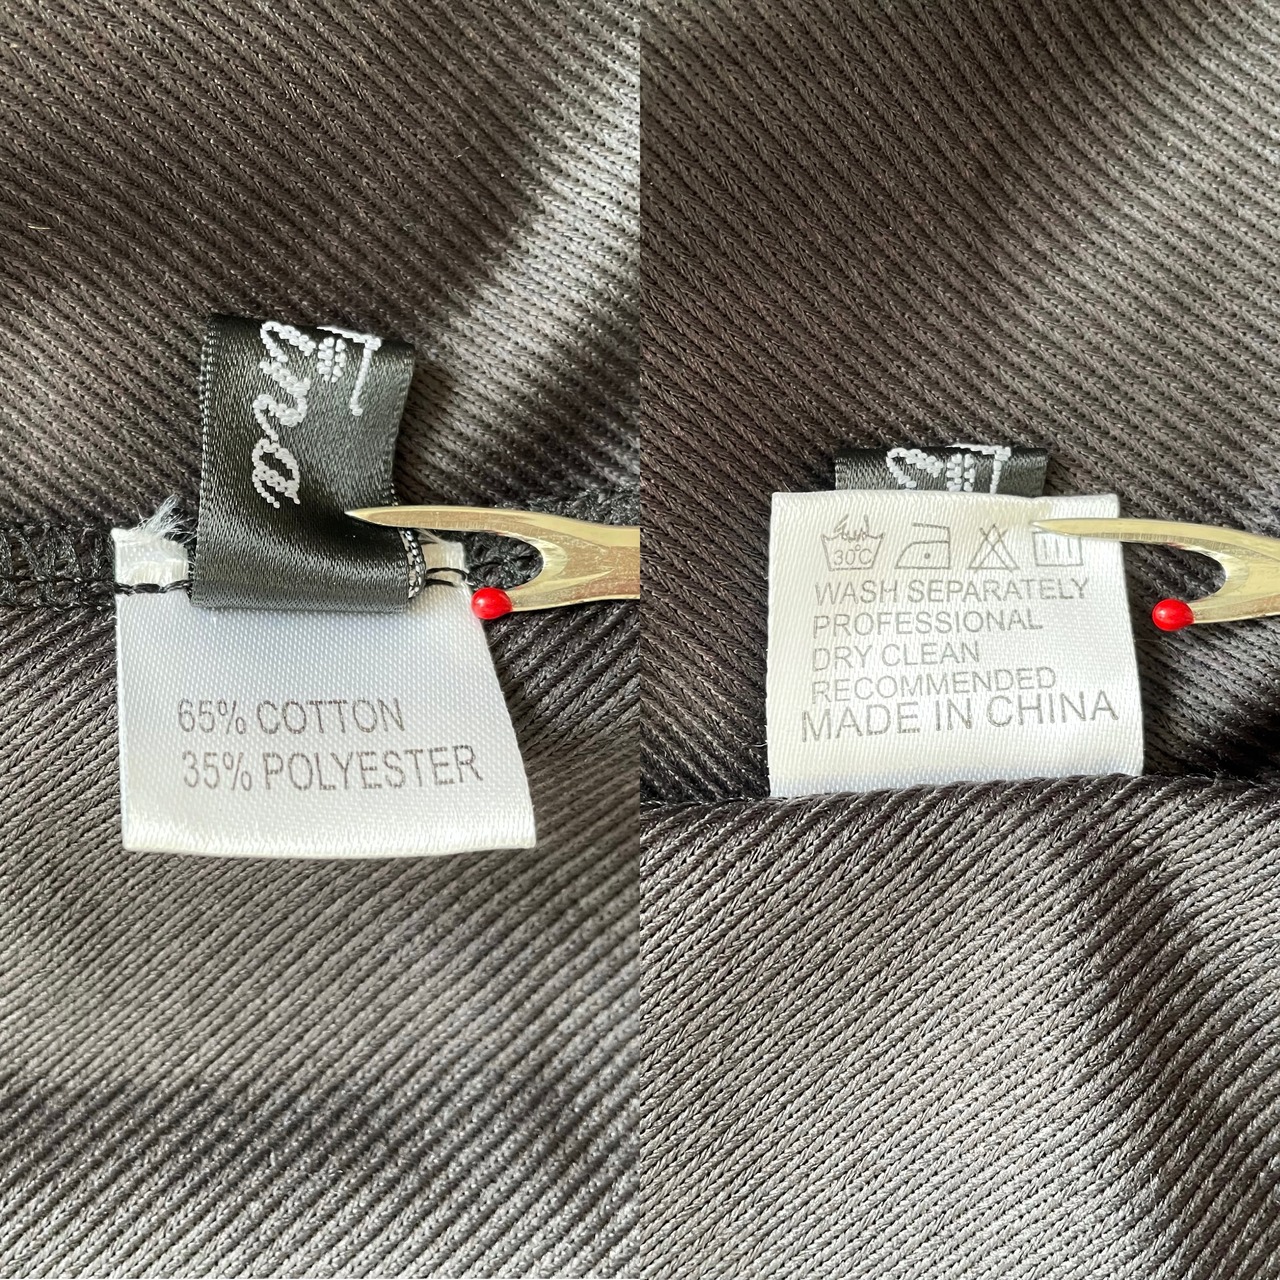 65% COTTON
35% POLYESTER
30°C
WASH SEPARATELY
PROFESSIONAL
DRY CLEAN
RECOMMENDED
MADE IN CHINA